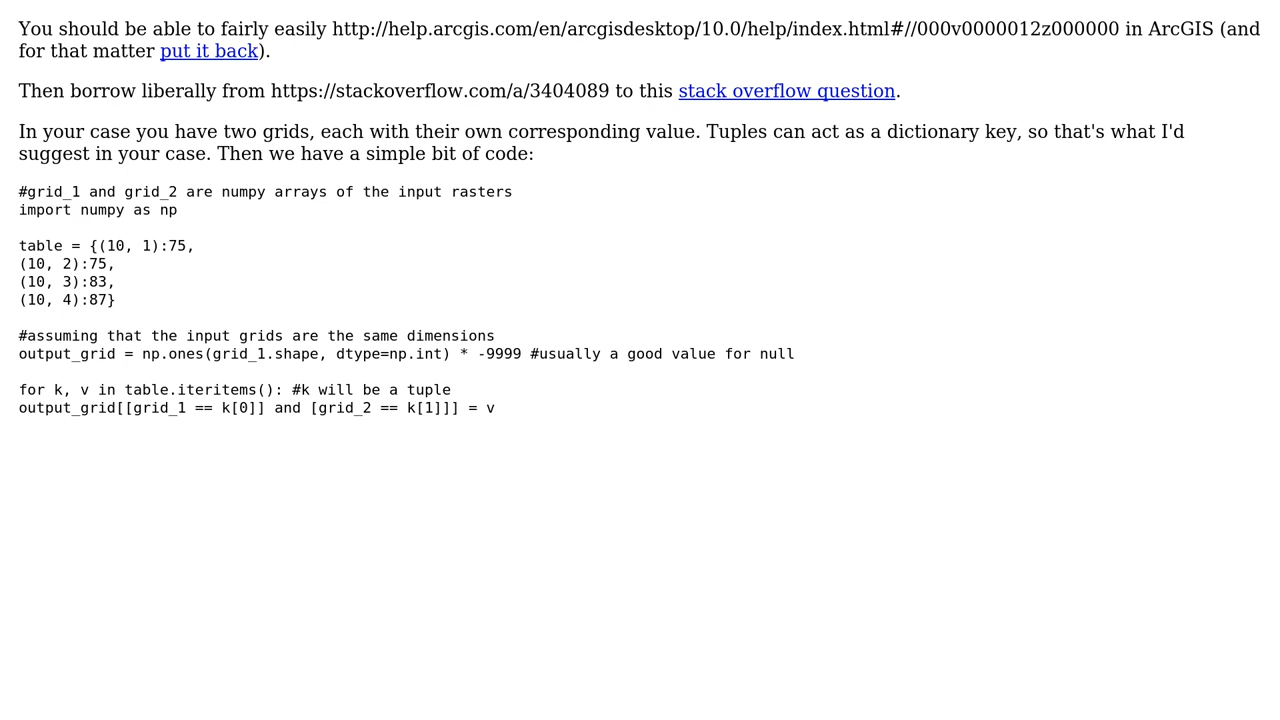 You should be able to fairly easily http://help.arcgis.com/en/arcgisdesktop/10.0/help/index.html#//000v0000012z000000 in ArcGIS (and
for that matter put it back).
Then borrow liberally from https://stackoverflow.com/a/3404089 to this stack overflow question.
In your case you have two grids, each with their own corresponding value. Tuples can act as a dictionary key, so that's what I'd
suggest in your case. Then we have a simple bit of code:
#grid_1 and grid_2 are numpy arrays of the input rasters
import numpy as np
table = {(10, 1):75,
(10, 2):75,
(10, 3):83,
(10, 4):87}
#assuming that the input grids are the same dimensions
output_grid = np.ones(grid_1.shape, dtype=np.int) * -9999 #usually a good value for null
for k, v in table.iteritems(): #k will be a tuple
output_grid[[grid_1 == k[0]] and [grid_2 == k[1]]] = v